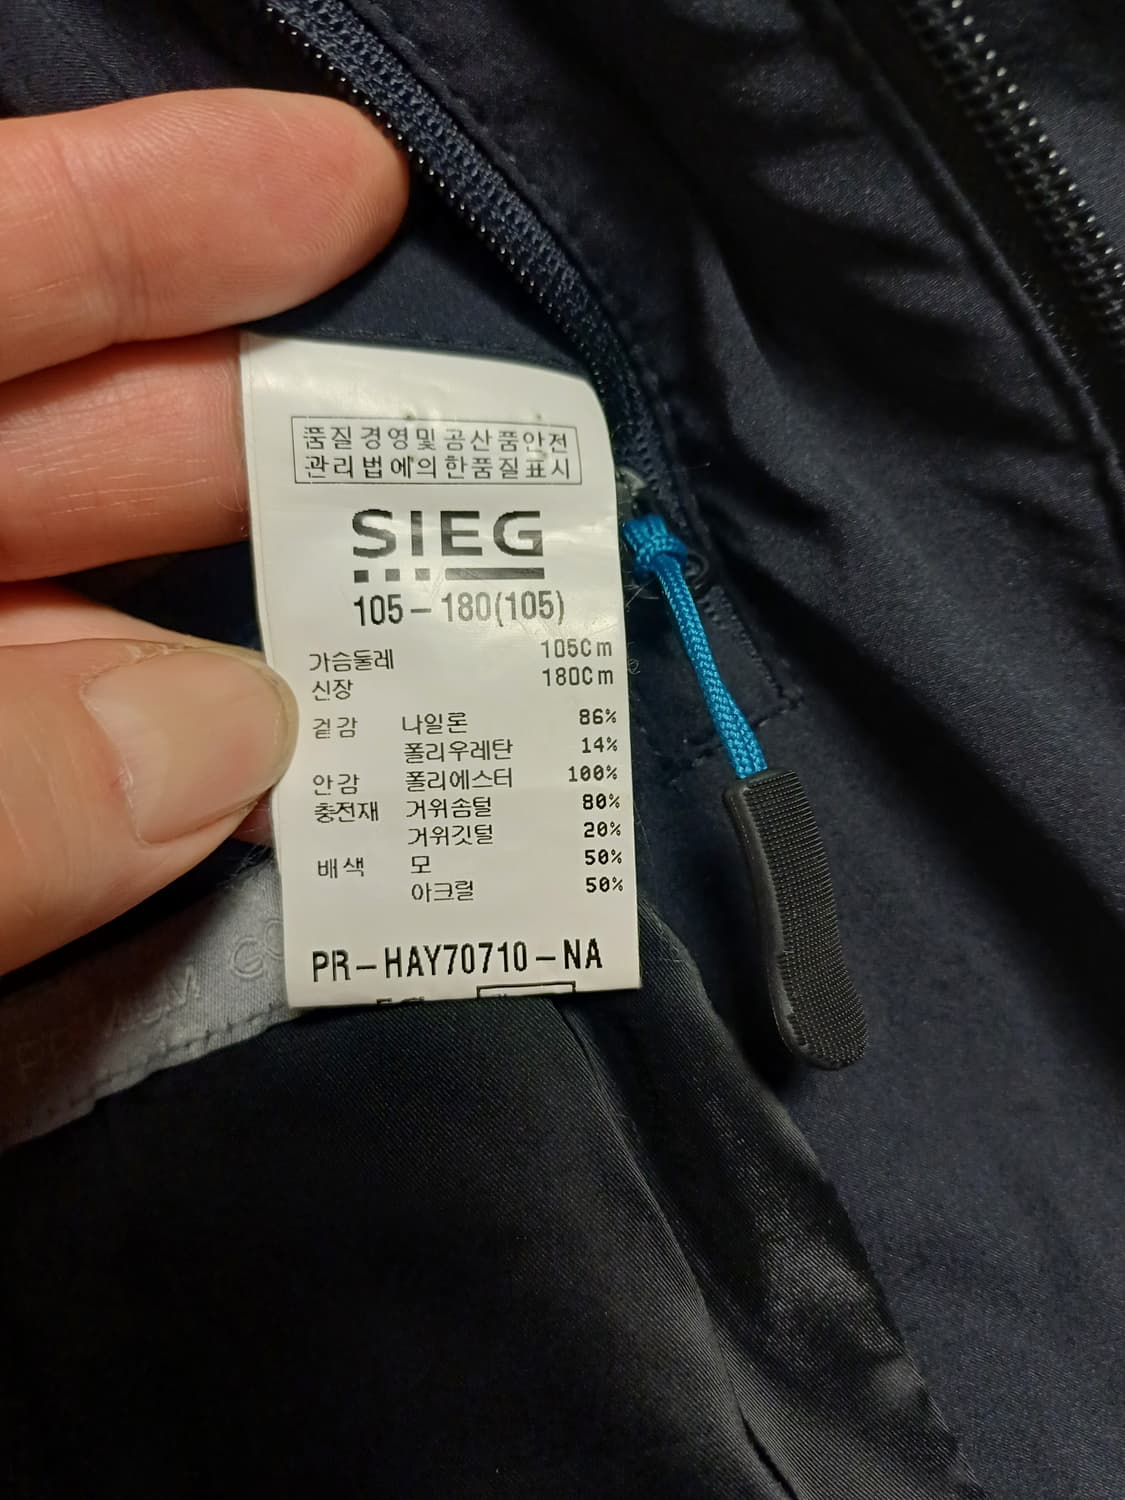 품질경영및공산품안전
관리법에의한품질표시
SIEG
105-180(105)
가슴둘레 105Cm
신장 180Cm
겉감 나일론 86%
폴리우레탄 14%
안감 폴리에스터 100%
충전재 거위솜털 80%
거위깃털 20%
배색 모 50%
아크릴 50%
PR-HAY70710-NA